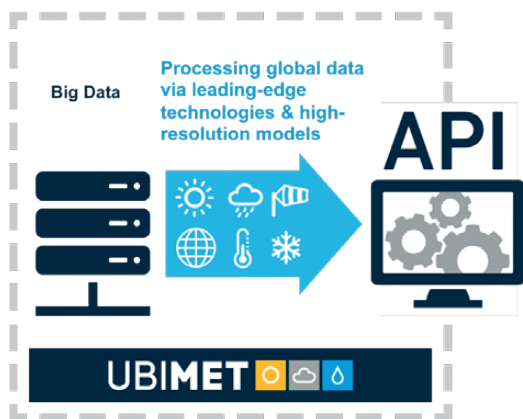 Big Data
Processing global data
via leading-edge
technologies & high-
resolution models
API
UBIMET